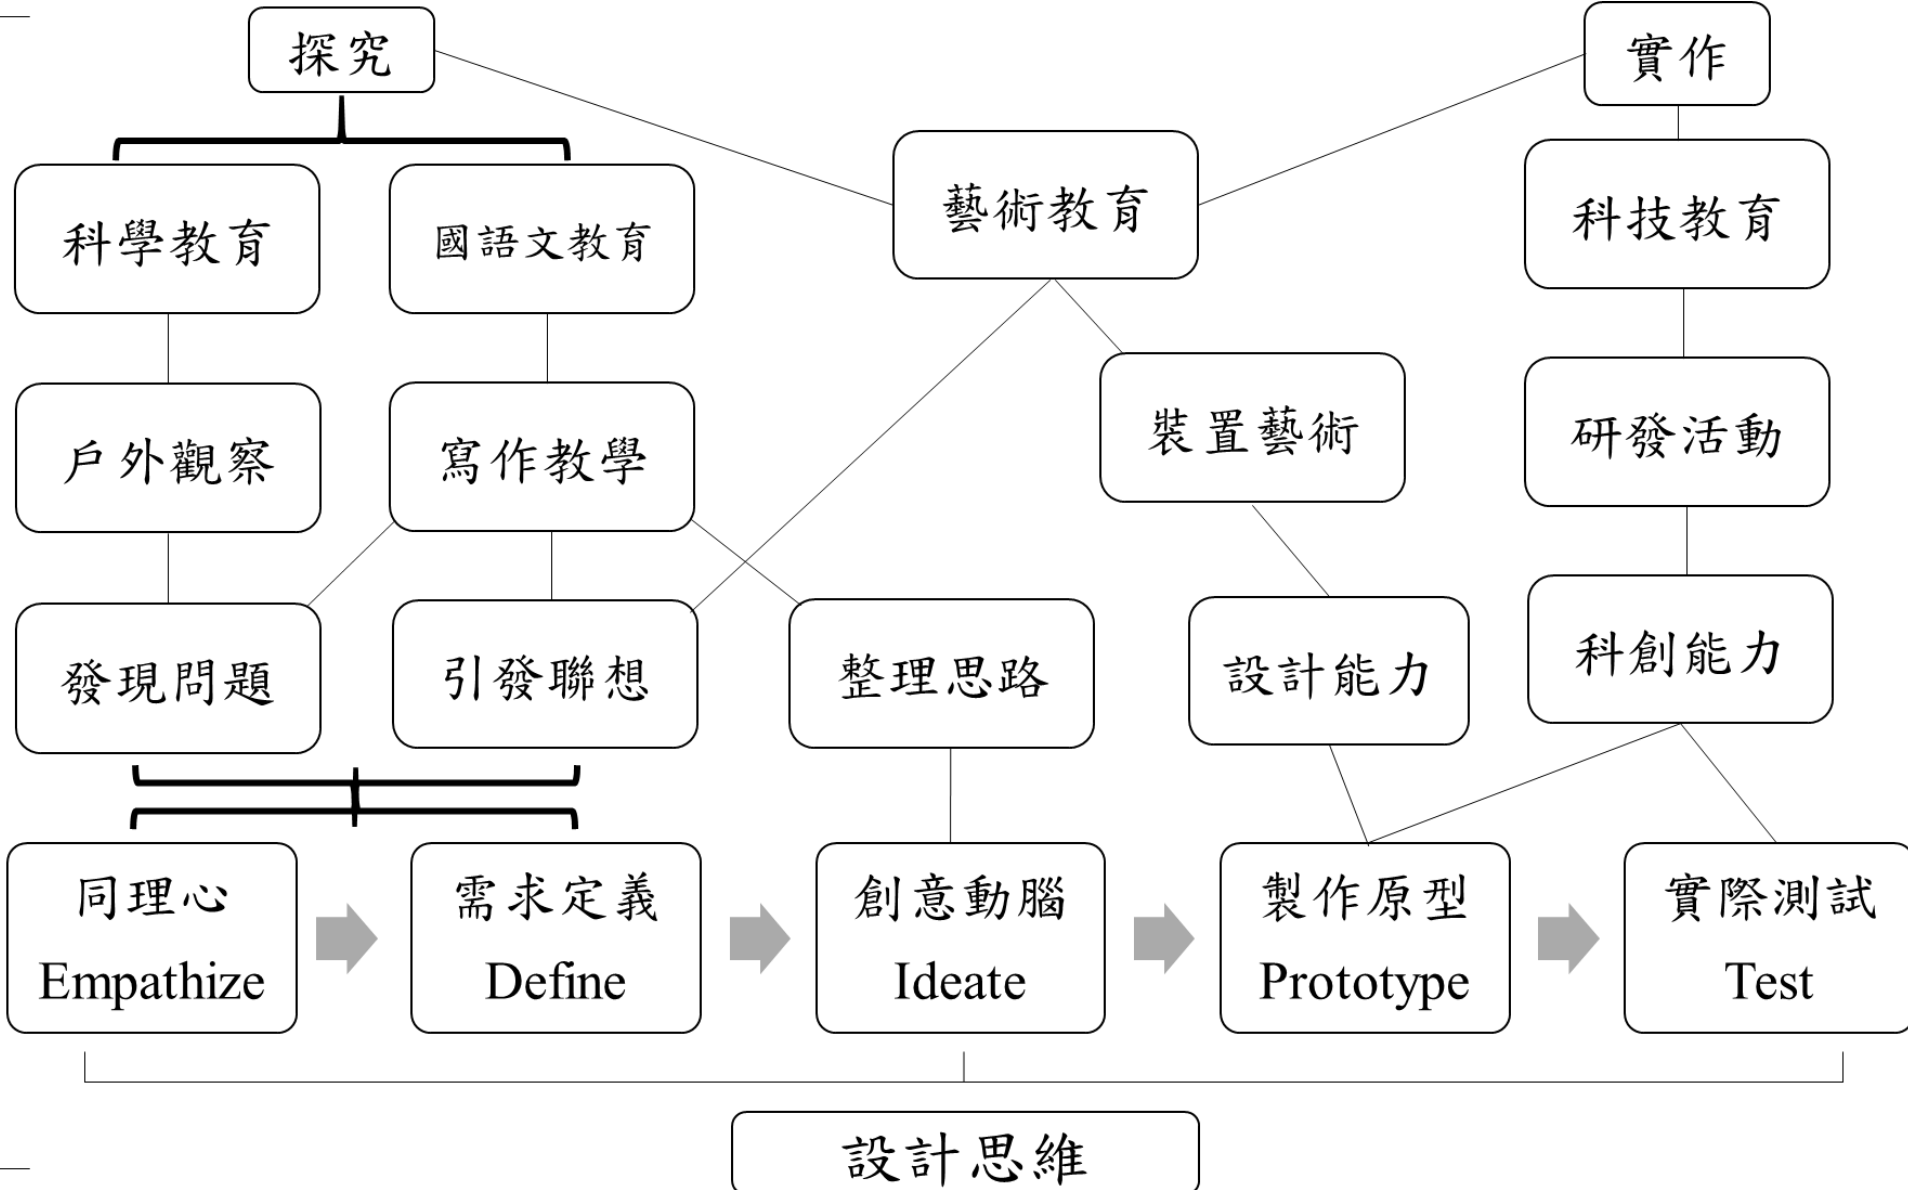 探究
實作
藝術教育
科學教育
國語文教育
科技教育
戶外觀察
寫作教學
裝置藝術
研發活動
發現問題
引發聯想
整理思路
設計能力
科創能力
同理心
Empathize
需求定義
Define
創意動腦
Ideate
製作原型
Prototype
實際測試
Test
設計思維